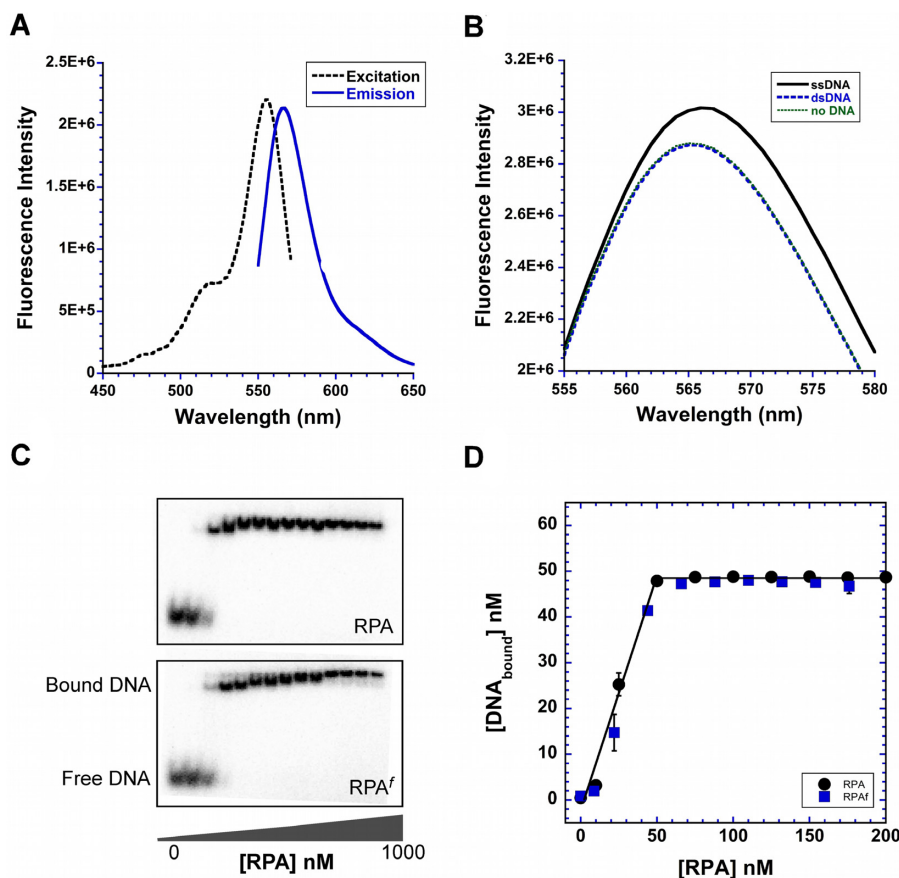 A
2.5E+6
2E+6
1.5E+6
1E+6
5E+5
0
450 500 550 600 650
Fluorescence Intensity
Wavelength (nm)
Excitation
Emission
B
3.2E+6
3E+6
2.8E+6
2.6E+6
2.4E+6
2.2E+6
2E+6
555 560 565 570 575 580
Fluorescence Intensity
Wavelength (nm)
ssDNA
dsDNA
no DNA
C
RPA
Bound DNA
Free DNA
RPAf
0 1000
[RPA] nM
D
60
50
40
30
20
10
0
0 50 100 150 200
[DNAbound] nM
[RPA] nM
RPA
RPAf